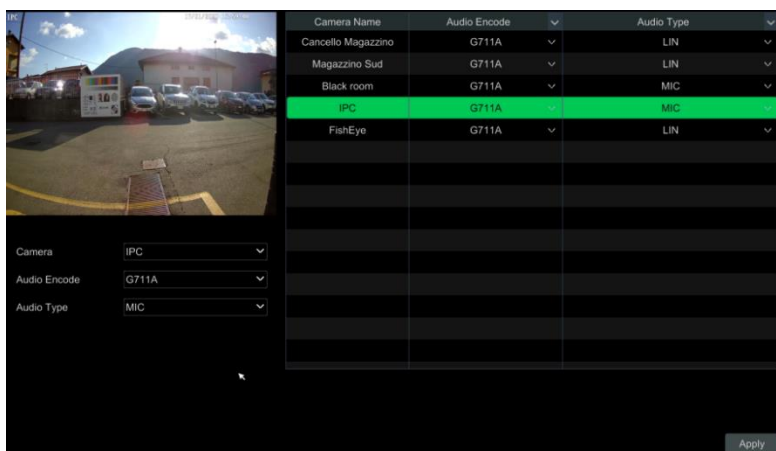 IPC
Camera Name Audio Encode Audio Type
Cancello Magazzino G711A LIN
Magazzino Sud G711A LIN
Black room G711A MIC
IPC G711A MIC
FishEye G711A LIN
Camera IPC
Audio Encode G711A
Audio Type MIC
Apply